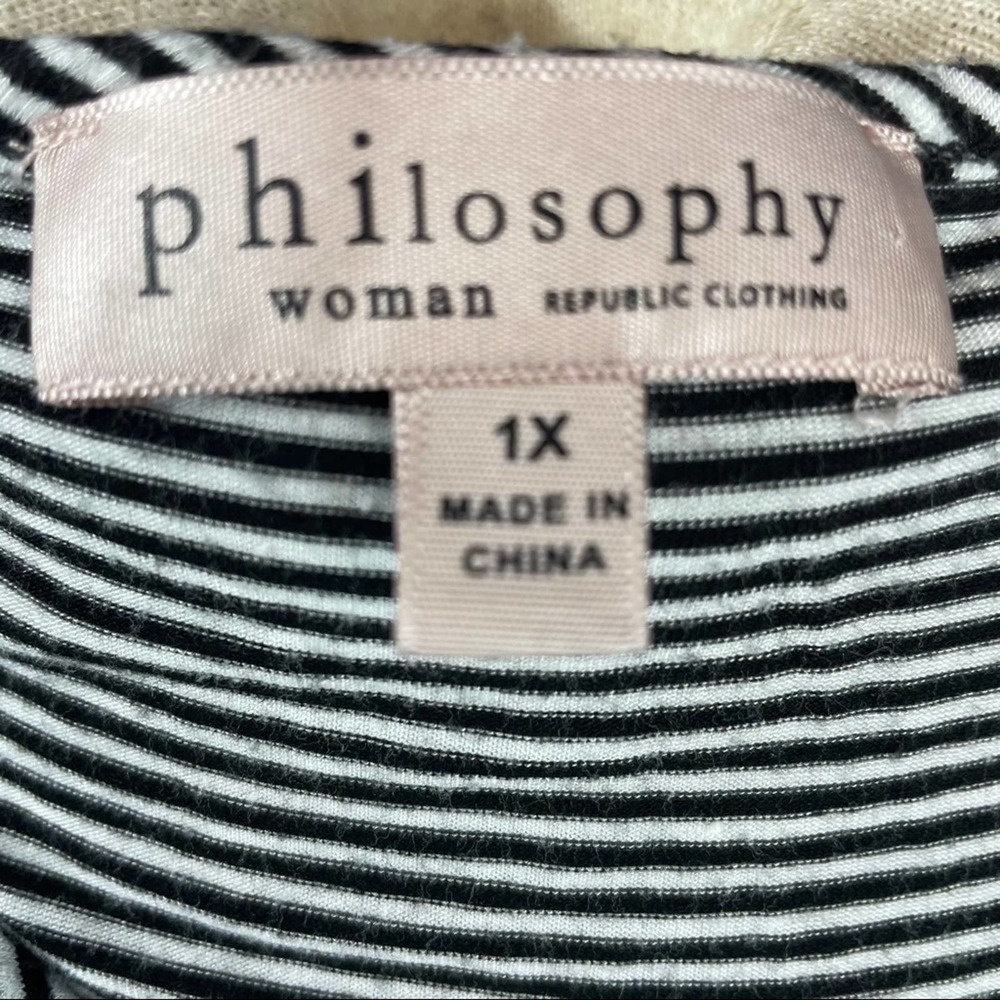 philosophy
woman REPUBLIC CLOTHING
1X
MADE IN
CHINA